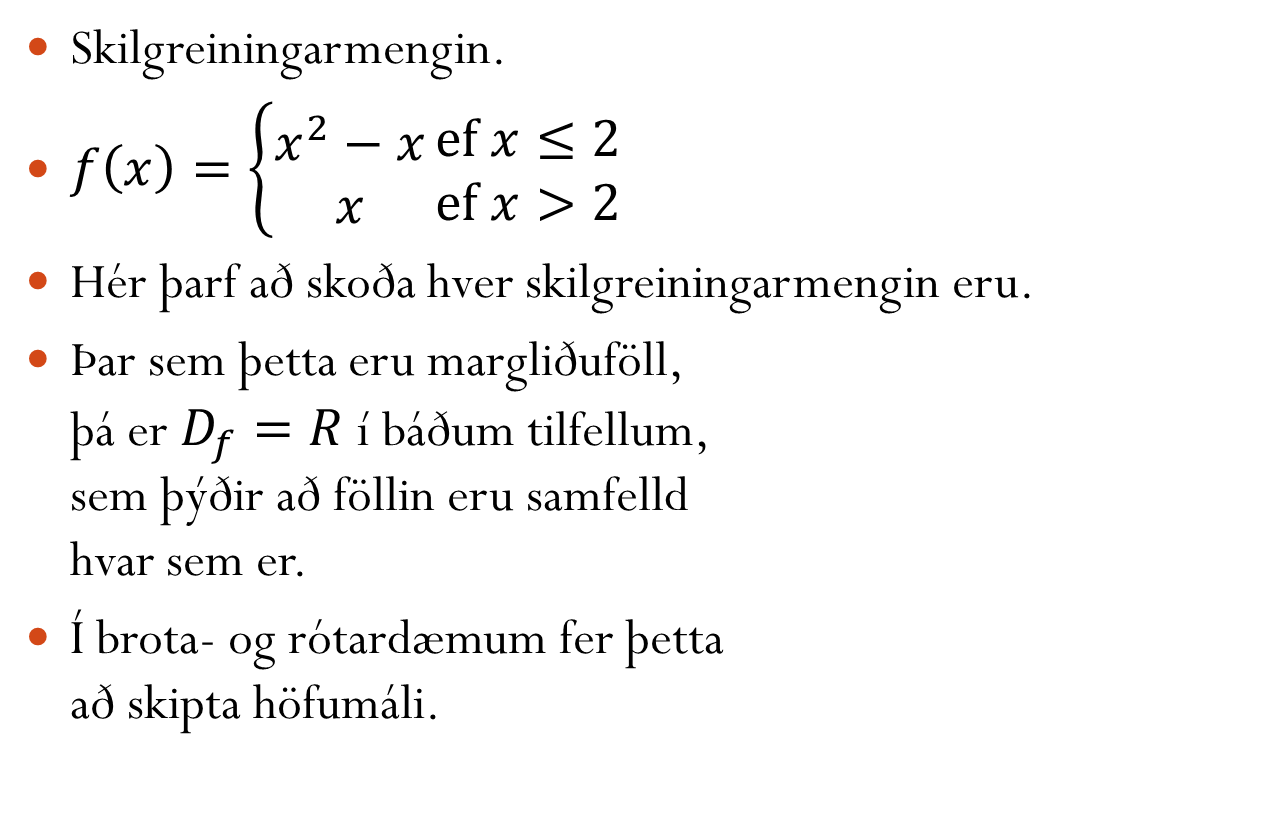 • Skilgreiningarmengin.
• f(x) = { x² − x ef x ≤ 2
x ef x > 2
• Hér þarf að skoða hver skilgreiningarmengin eru.
• Þar sem þetta eru margliðuföll,
þá er D_f = R í báðum tilfellum,
sem þýðir að föllin eru samfelld
hvar sem er.
• Í brota- og rótardæmum fer þetta
að skipta höfumáli.